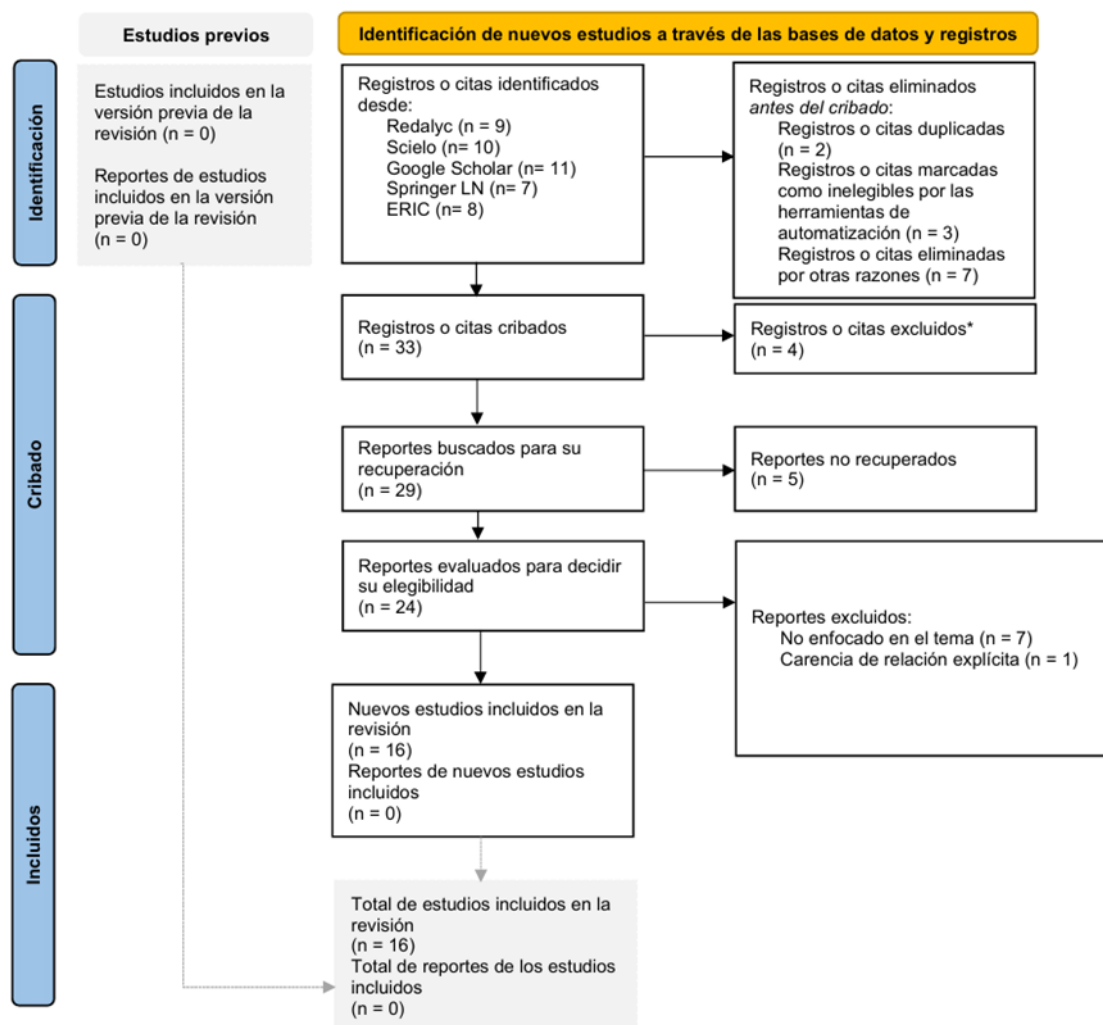 Estudios previos
Identificación de nuevos estudios a través de las bases de datos y registros
Identificación
Estudios incluidos en la
versión previa de la
revisión (n = 0)
Reportes de estudios
incluidos en la versión
previa de la revisión
(n = 0)
Registros o citas identificados
desde:
Redalyc (n = 9)
Scielo (n= 10)
Google Scholar (n= 11)
Springer LN (n= 7)
ERIC (n= 8)
Registros o citas eliminados
antes del cribado:
Registros o citas duplicadas
(n = 2)
Registros o citas marcadas
como inelegibles por las
herramientas de
automatización (n = 3)
Registros o citas eliminadas
por otras razones (n = 7)
Cribado
Registros o citas cribados
(n = 33)
Registros o citas excluidos*
(n = 4)
Reportes buscados para su
recuperación
(n = 29)
Reportes no recuperados
(n = 5)
Reportes evaluados para decidir
su elegibilidad
(n = 24)
Reportes excluidos:
No enfocado en el tema (n = 7)
Carencia de relación explícita (n = 1)
Incluidos
Nuevos estudios incluidos en la
revisión
(n = 16)
Reportes de nuevos estudios
incluidos
(n = 0)
Total de estudios incluidos en la
revisión
(n = 16)
Total de reportes de los estudios
incluidos
(n = 0)